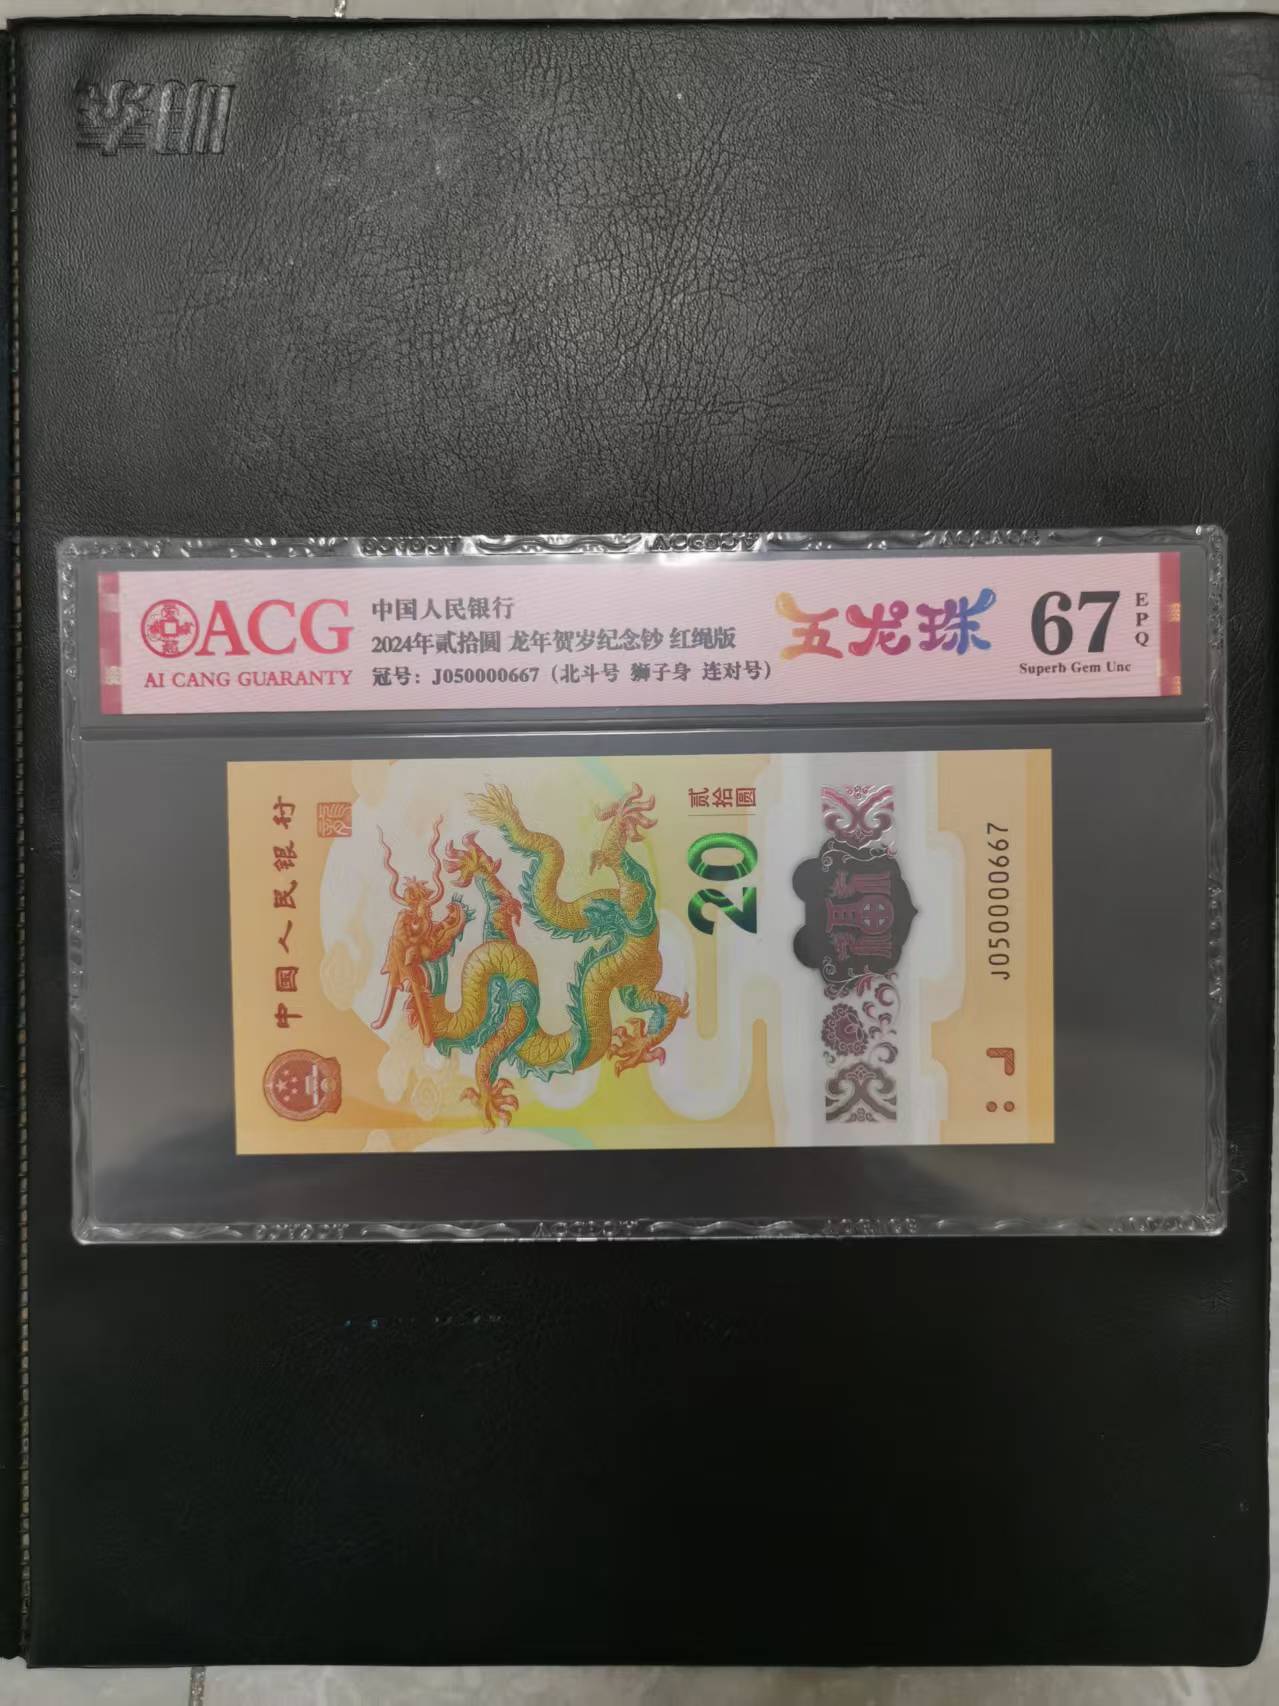 ACG
AI CANG GUARANTY
中国人民银行
2024年贰拾圆 龙年贺岁纪念钞 红绳版
冠号：J050000667（北斗号 狮子身 连对号）
五龙珠
67
EPQ
Superb Gem Unc
中国人民银行
贰拾圆
20
福
J050000667